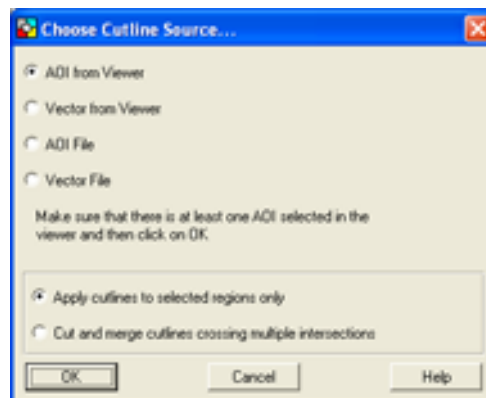 Choose Cutline Source...
AOI from Viewer
Vector from Viewer
AOI File
Vector File
Make sure that there is at least one AOI selected in the
viewer and then click on OK
Apply cutlines to selected regions only
Cut and merge cutlines crossing multiple intersections
OK
Cancel
Help